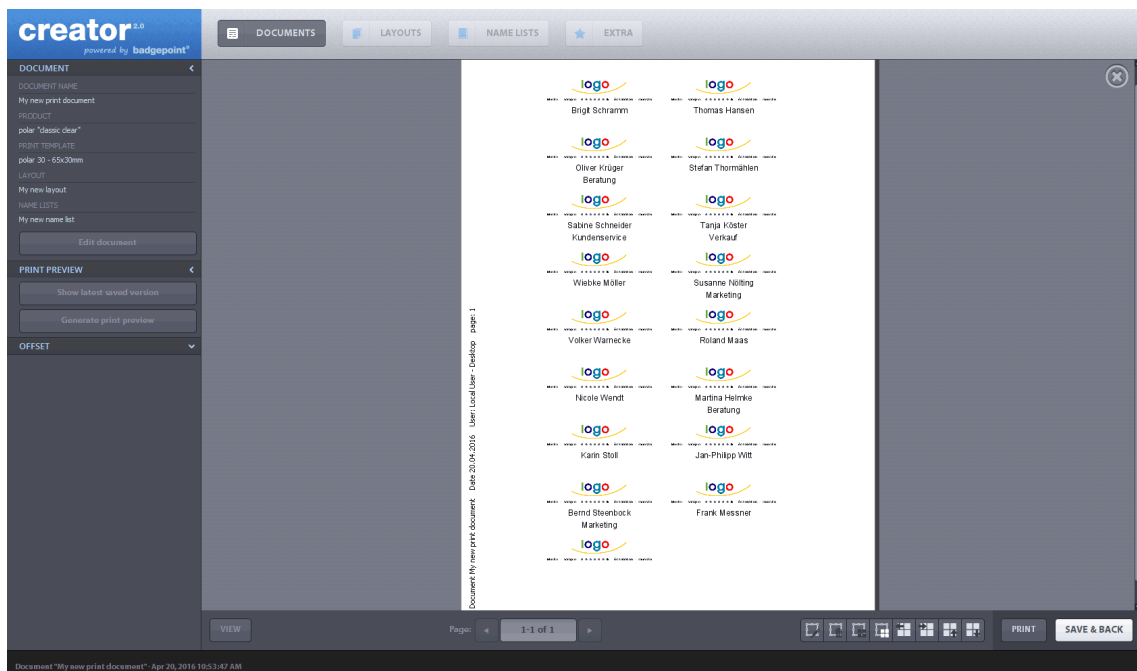 creator 2.0
powered by badgepoint®
DOCUMENTS
LAYOUTS
NAME LISTS
EXTRA
DOCUMENT
DOCUMENT NAME
My new print document
PRODUCT
polar "classic clear"
PRINT TEMPLATE
polar 30 - 65x30mm
LAYOUT
My new layout
NAME LISTS
My new name list
Edit document
PRINT PREVIEW
Show latest saved version
Generate print preview
OFFSET
logo
Brigit Schramm
logo
Thomas Hansen
logo
Oliver Krüger
Beratung
logo
Stefan Thormählen
logo
Sabine Schneider
Kundenservice
logo
Tanja Köster
Verkauf
logo
Wiebke Möller
logo
Susanne Nölting
Marketing
logo
Volker Warnecke
logo
Roland Maas
logo
Nicole Wendt
logo
Martina Helmke
Beratung
logo
Karin Stoll
logo
Jan-Philipp Witt
logo
Bernd Steenbock
Marketing
logo
Frank Messner
logo
Document My new print document Date 20.04.2016 User: Local User - Desktop page: 1
VIEW
Page:
1-1 of 1
PRINT
SAVE & BACK
Document "My new print document" - Apr 20, 2016 10:53:47 AM